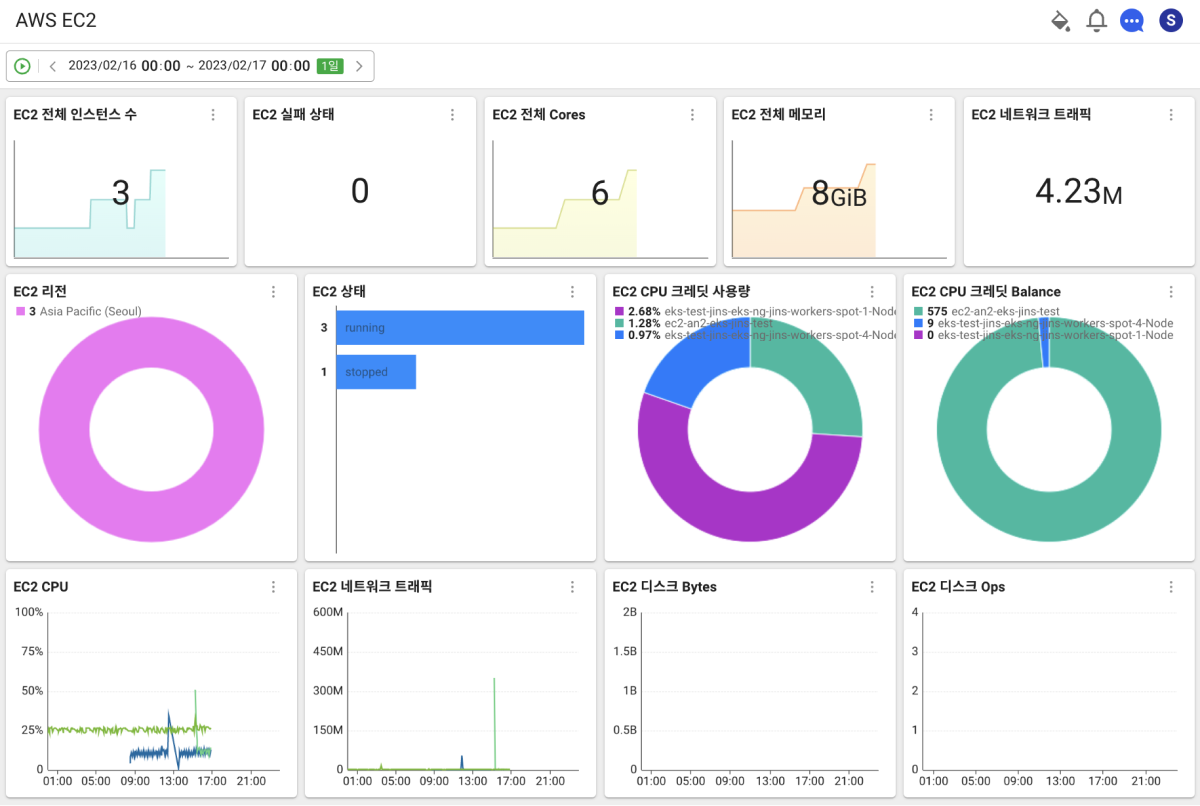 AWS EC2
S
2023/02/16 00:00 ~ 2023/02/17 00:00 1일
EC2 전체 인스턴스 수
3
EC2 실패 상태
0
EC2 전체 Cores
6
EC2 전체 메모리
8GiB
EC2 네트워크 트래픽
4.23M
EC2 리전
3 Asia Pacific (Seoul)
EC2 상태
3 running
1 stopped
EC2 CPU 크레딧 사용량
2.68% eks-test-jins-eks-ng-jins-workers-spot-1-Node
1.28% ec2-an2-eks-jins-test
0.97% eks-test-jins-eks-ng-jins-workers-spot-4-Node
EC2 CPU 크레딧 Balance
575 ec2-an2-eks-jins-test
9 eks-test-jins-eks-ng-jins-workers-spot-4-Node
0 eks-test-jins-eks-ng-jins-workers-spot-1-Node
EC2 CPU
100%
75%
50%
25%
0
01:00 05:00 09:00 13:00 17:00 21:00
EC2 네트워크 트래픽
600M
450M
300M
150M
0
01:00 05:00 09:00 13:00 17:00 21:00
EC2 디스크 Bytes
2B
1.5B
1B
0.5B
0
01:00 05:00 09:00 13:00 17:00 21:00
EC2 디스크 Ops
4
3
2
1
0
01:00 05:00 09:00 13:00 17:00 21:00